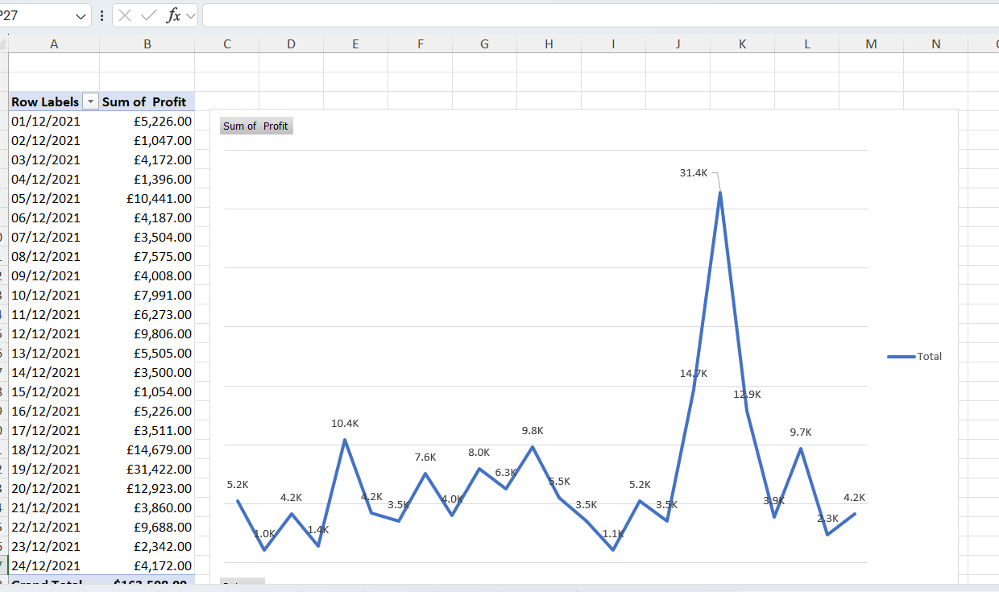 P27
fx
A B C D E F G H I J K L M N
Row Labels Sum of Profit
01/12/2021 £5,226.00
02/12/2021 £1,047.00
03/12/2021 £4,172.00
04/12/2021 £1,396.00
05/12/2021 £10,441.00
06/12/2021 £4,187.00
07/12/2021 £3,504.00
08/12/2021 £7,575.00
09/12/2021 £4,008.00
10/12/2021 £7,991.00
11/12/2021 £6,273.00
12/12/2021 £9,806.00
13/12/2021 £5,505.00
14/12/2021 £3,500.00
15/12/2021 £1,054.00
16/12/2021 £5,226.00
17/12/2021 £3,511.00
18/12/2021 £14,679.00
19/12/2021 £31,422.00
20/12/2021 £12,923.00
21/12/2021 £3,860.00
22/12/2021 £9,688.00
23/12/2021 £2,342.00
24/12/2021 £4,172.00
Grand Total
Sum of Profit
5.2K
1.0K
4.2K
1.4K
10.4K
4.2K
3.5K
7.6K
4.0K
8.0K
6.3K
9.8K
5.5K
3.5K
1.1K
5.2K
3.5K
14.7K
31.4K
12.9K
3.9K
9.7K
2.3K
4.2K
Total